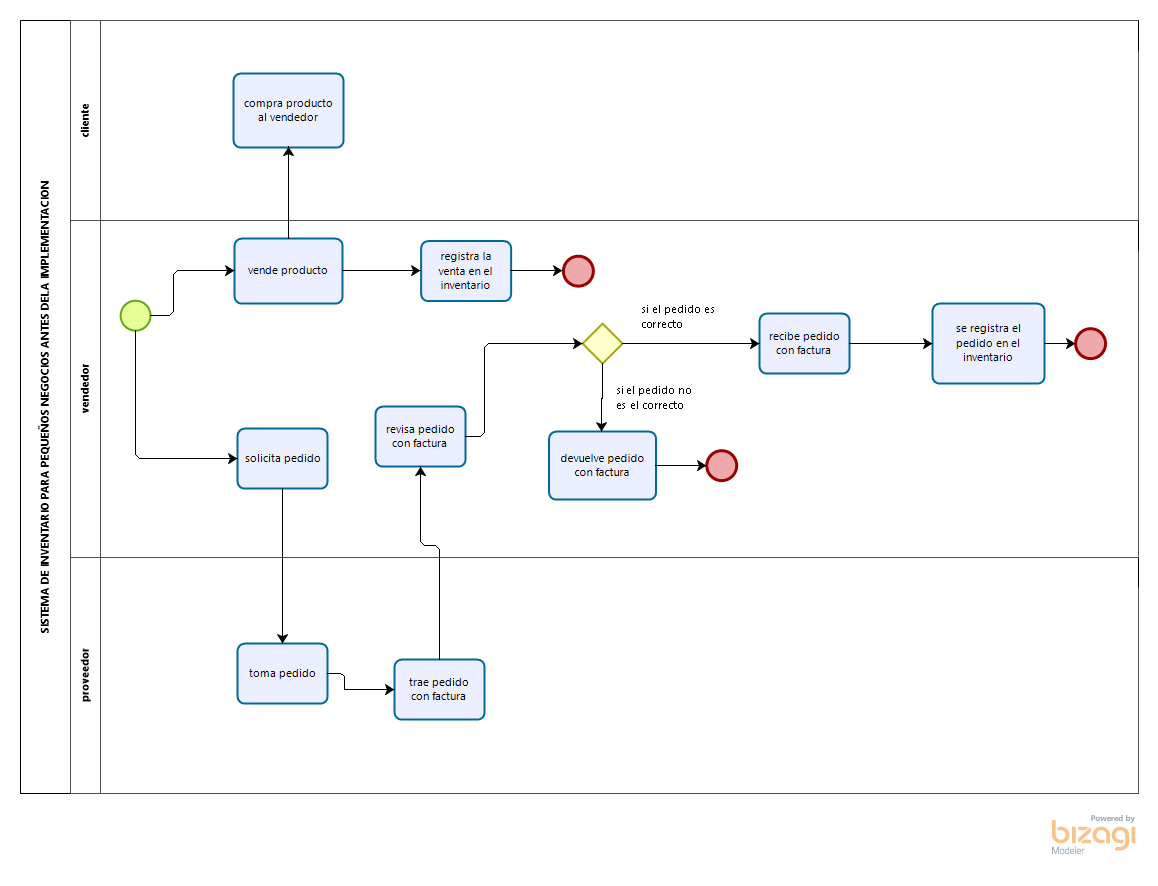 SISTEMA DE INVENTARIO PARA PEQUEÑOS NEGOCIOS ANTES DELA IMPLEMENTACION
cliente
compra producto
al vendedor
vendedor
vende producto
registra la
venta en el
inventario
si el pedido es
correcto
recibe pedido
con factura
se registra el
pedido en el
inventario
si el pedido no
es el correcto
revisa pedido
con factura
solicita pedido
devuelve pedido
con factura
proveedor
toma pedido
trae pedido
con factura
Powered by
bizagi
Modeler